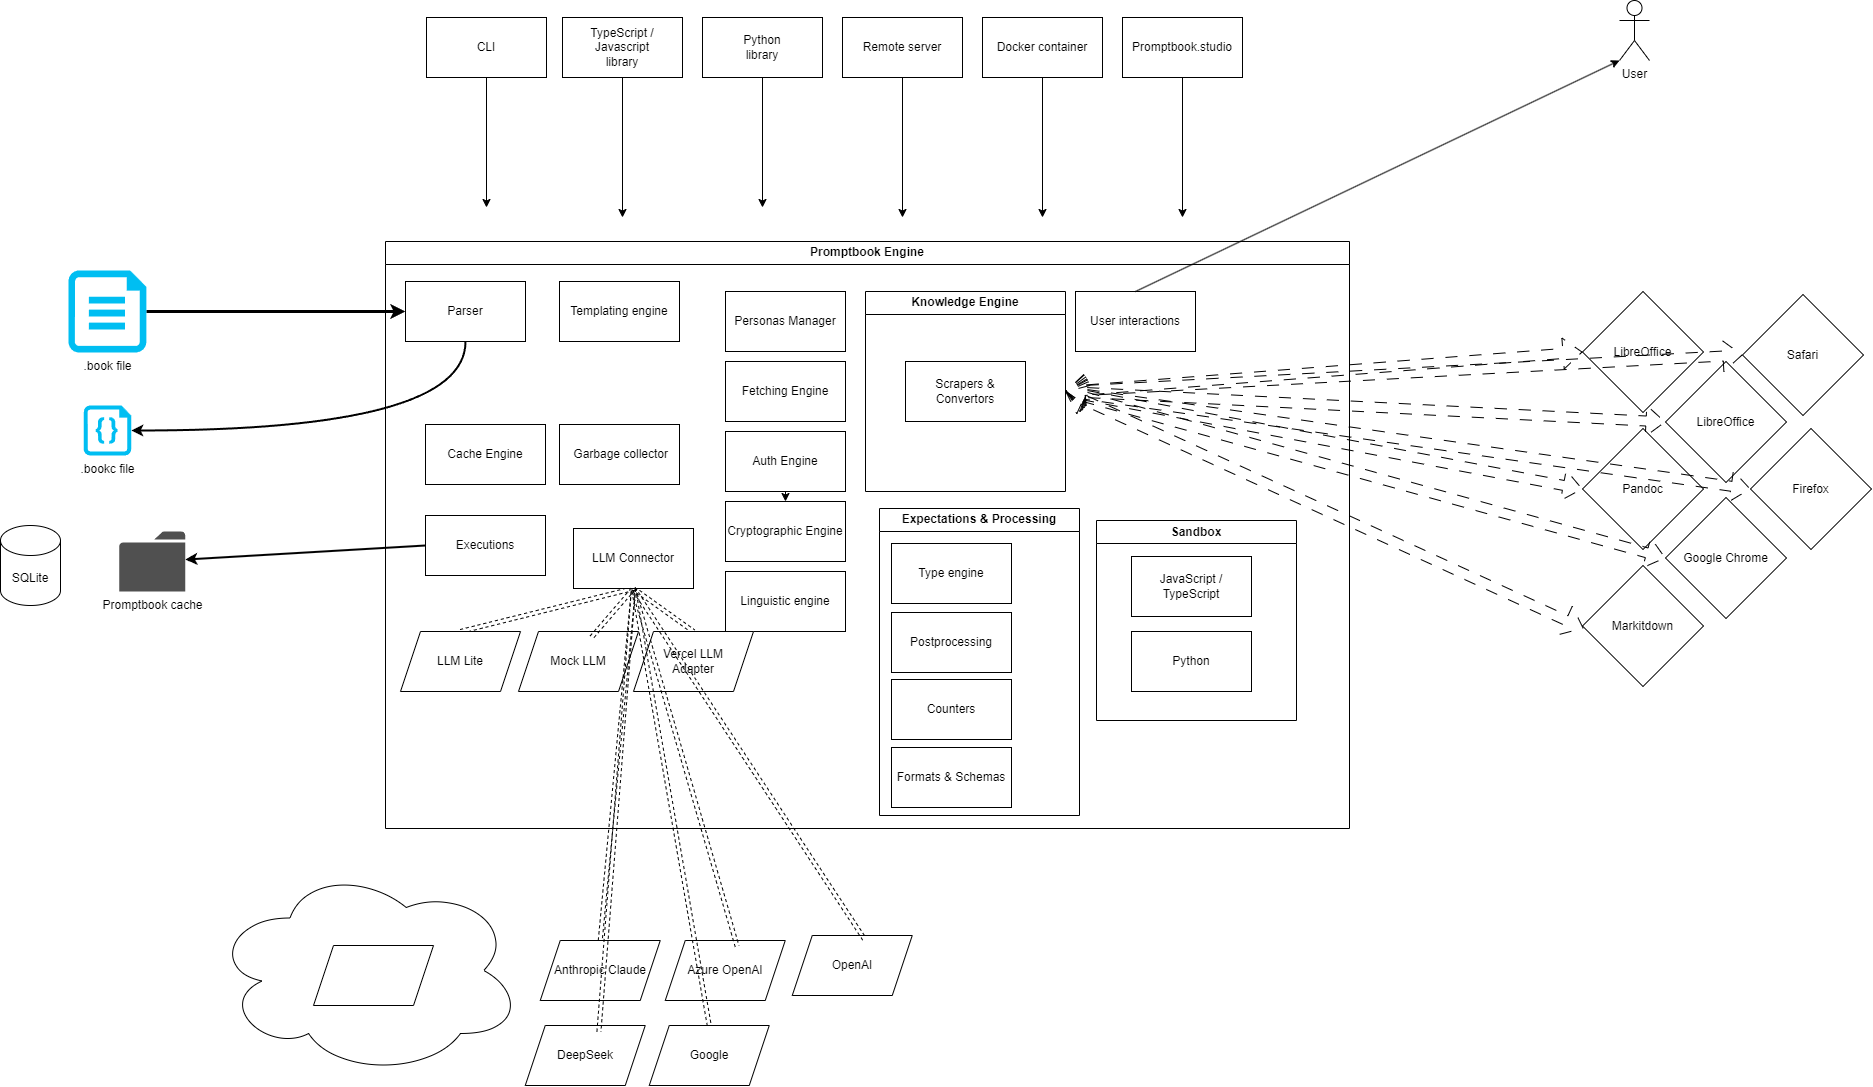 CLI
TypeScript /
Javascript
library
Python
library
Remote server
Docker container
Promptbook.studio
User
Promptbook Engine
.book file
Parser
Templating engine
Personas Manager
Knowledge Engine
User interactions
Scrapers &
Convertors
Fetching Engine
.bookc file
Cache Engine
Garbage collector
Auth Engine
Executions
LLM Connector
Cryptographic Engine
Linguistic engine
SQLite
Promptbook cache
LLM Lite
Mock LLM
Vercel LLM
Adapter
Expectations & Processing
Type engine
Postprocessing
Counters
Formats & Schemas
Sandbox
JavaScript /
TypeScript
Python
LibreOffice
Safari
LibreOffice
Pandoc
Firefox
Google Chrome
Markitdown
Anthropic Claude
Azure OpenAI
OpenAI
DeepSeek
Google